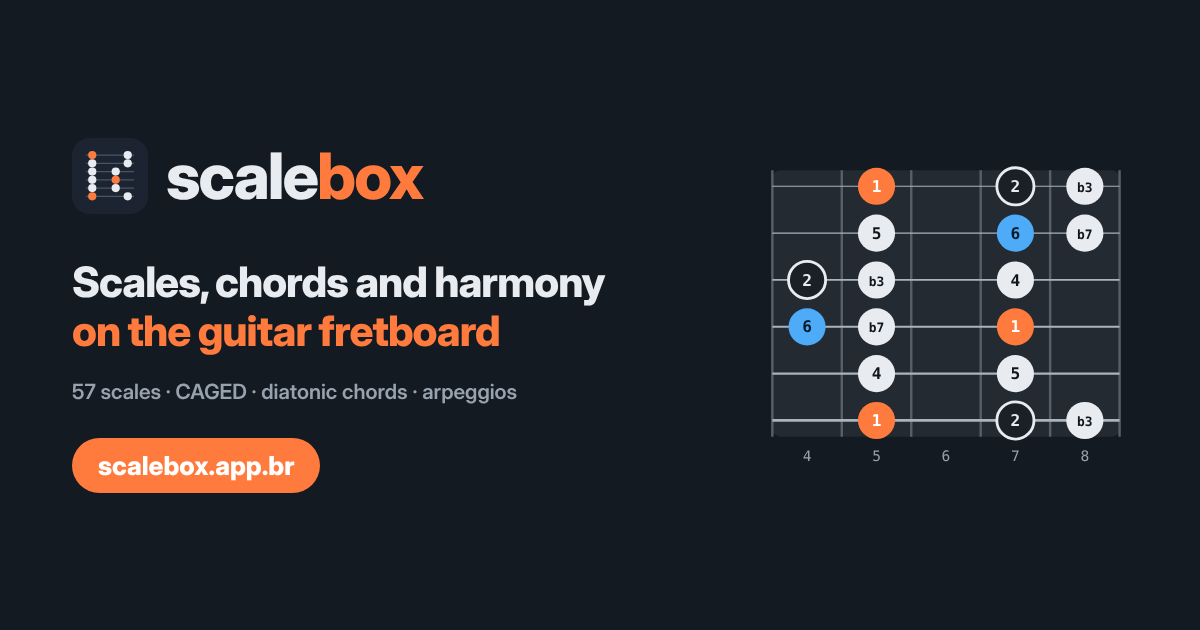 scalebox
Scales, chords and harmony
on the guitar fretboard
57 scales · CAGED · diatonic chords · arpeggios
scalebox.app.br
1 2 b3
5 6 b7
2 b3 4
6 b7 1
4 5
1 2 b3
4 5 6 7 8